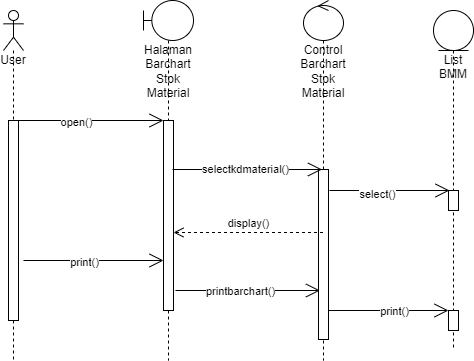 User
Halaman
Barchart
Stok
Material
Control
Barchart
Stok
Material
List
BMM
open()
selectkdmaterial()
select()
display()
print()
printbarchart()
print()